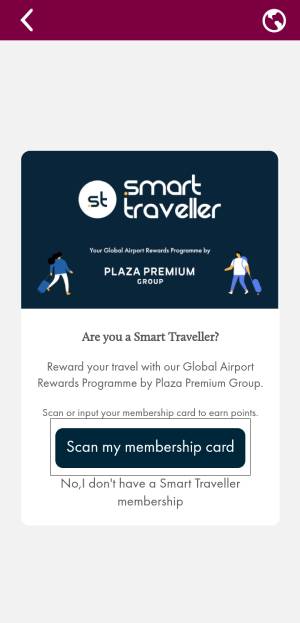 st smart
traveller
Your Global Airport Rewards Programme by
PLAZA PREMIUM
GROUP
Are you a Smart Traveller?
Reward your travel with our Global Airport
Rewards Programme by Plaza Premium Group.
Scan or input your membership card to earn points.
Scan my membership card
No,I don't have a Smart Traveller
membership